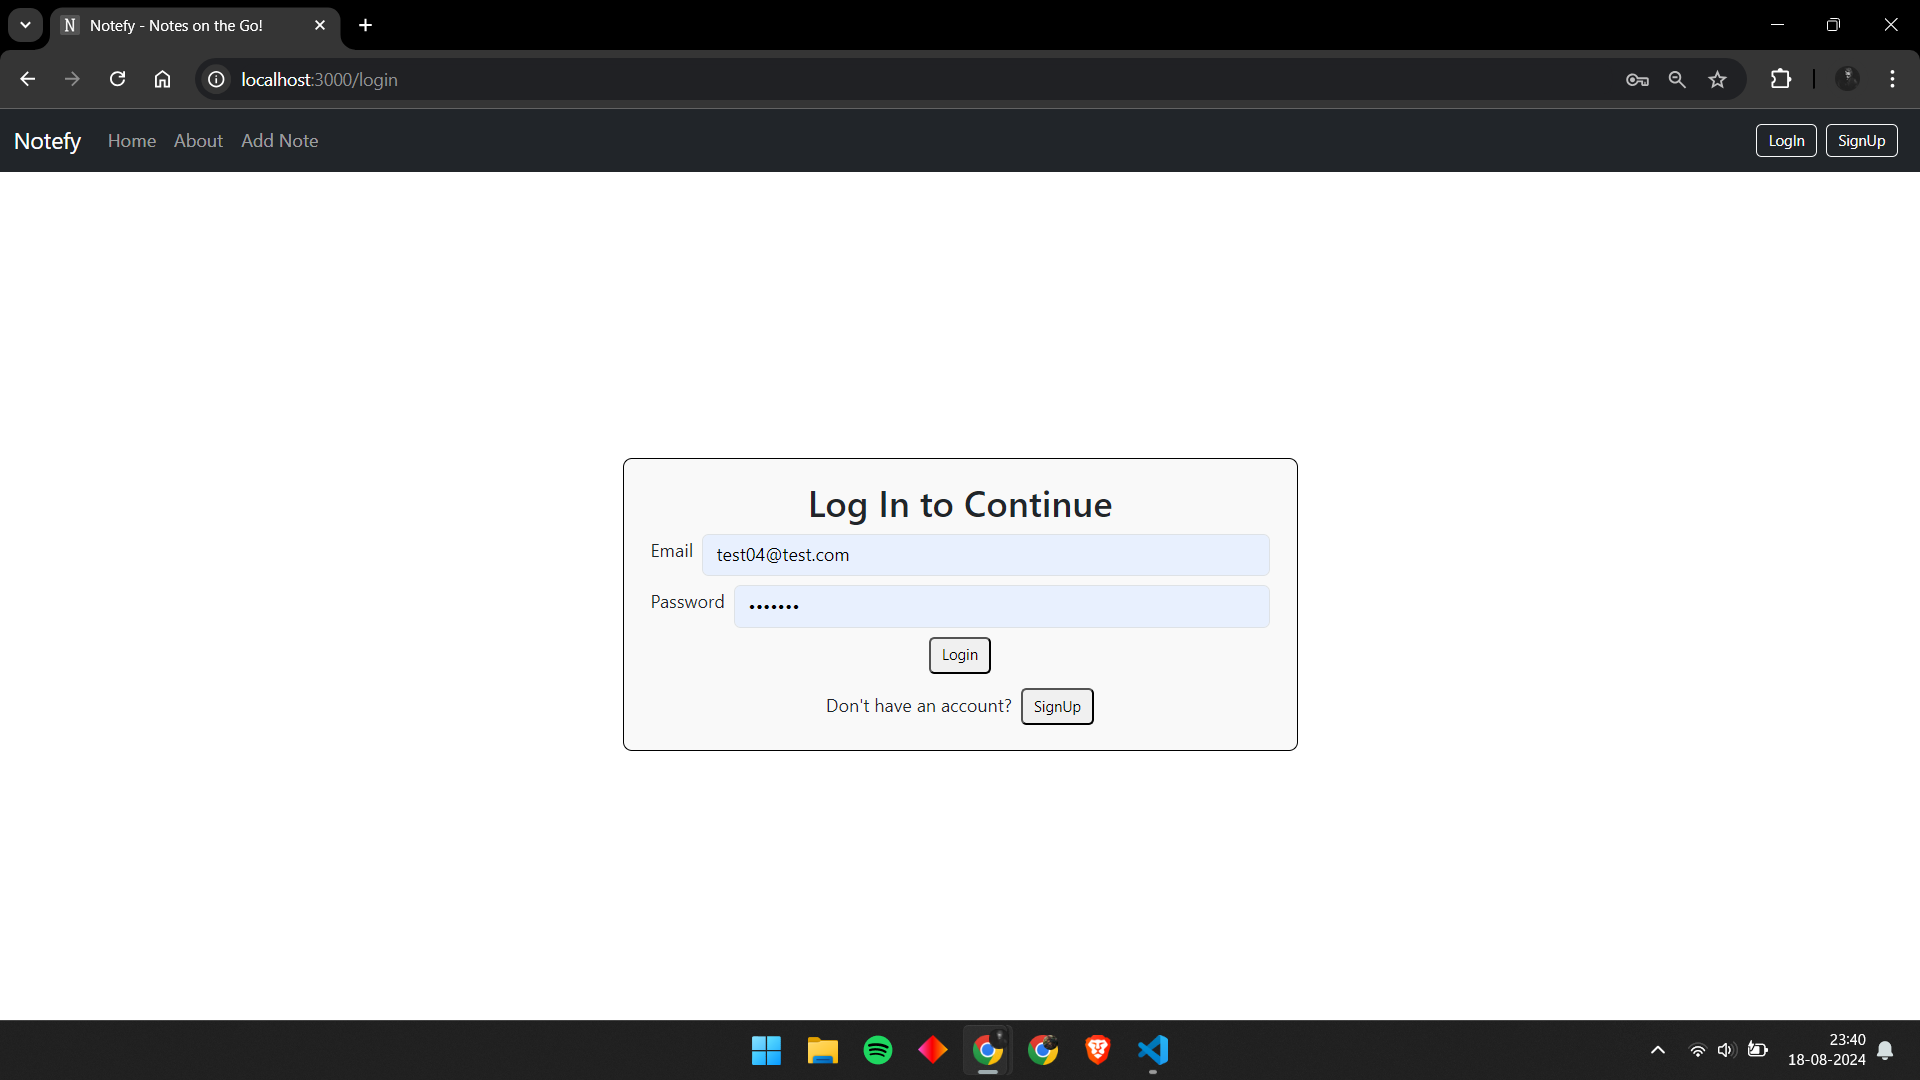 N Notefy - Notes on the Go!
localhost:3000/login
Notefy Home About Add Note LogIn SignUp
Log In to Continue
Email test04@test.com
Password •••••••
Login
Don't have an account? SignUp
23:40
18-08-2024